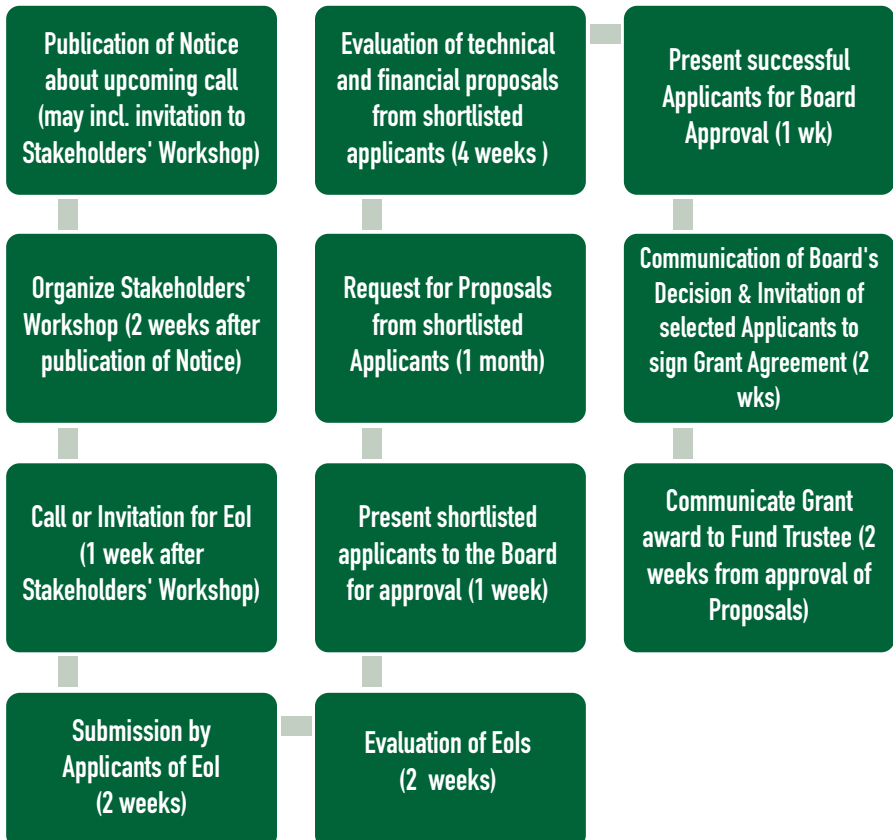 Publication of Notice
about upcoming call
(may incl. invitation to
Stakeholders' Workshop)
Organize Stakeholders'
Workshop (2 weeks after
publication of Notice)
Call or Invitation for EoI
(1 week after
Stakeholders' Workshop)
Submission by
Applicants of EoI
(2 weeks)
Evaluation of EoIs
(2 weeks)
Present shortlisted
applicants to the Board
for approval (1 week)
Request for Proposals
from shortlisted
Applicants (1 month)
Evaluation of technical
and financial proposals
from shortlisted
applicants (4 weeks )
Present successful
Applicants for Board
Approval (1 wk)
Communication of Board's
Decision & Invitation of
selected Applicants to
sign Grant Agreement (2
wks)
Communicate Grant
award to Fund Trustee (2
weeks from approval of
Proposals)